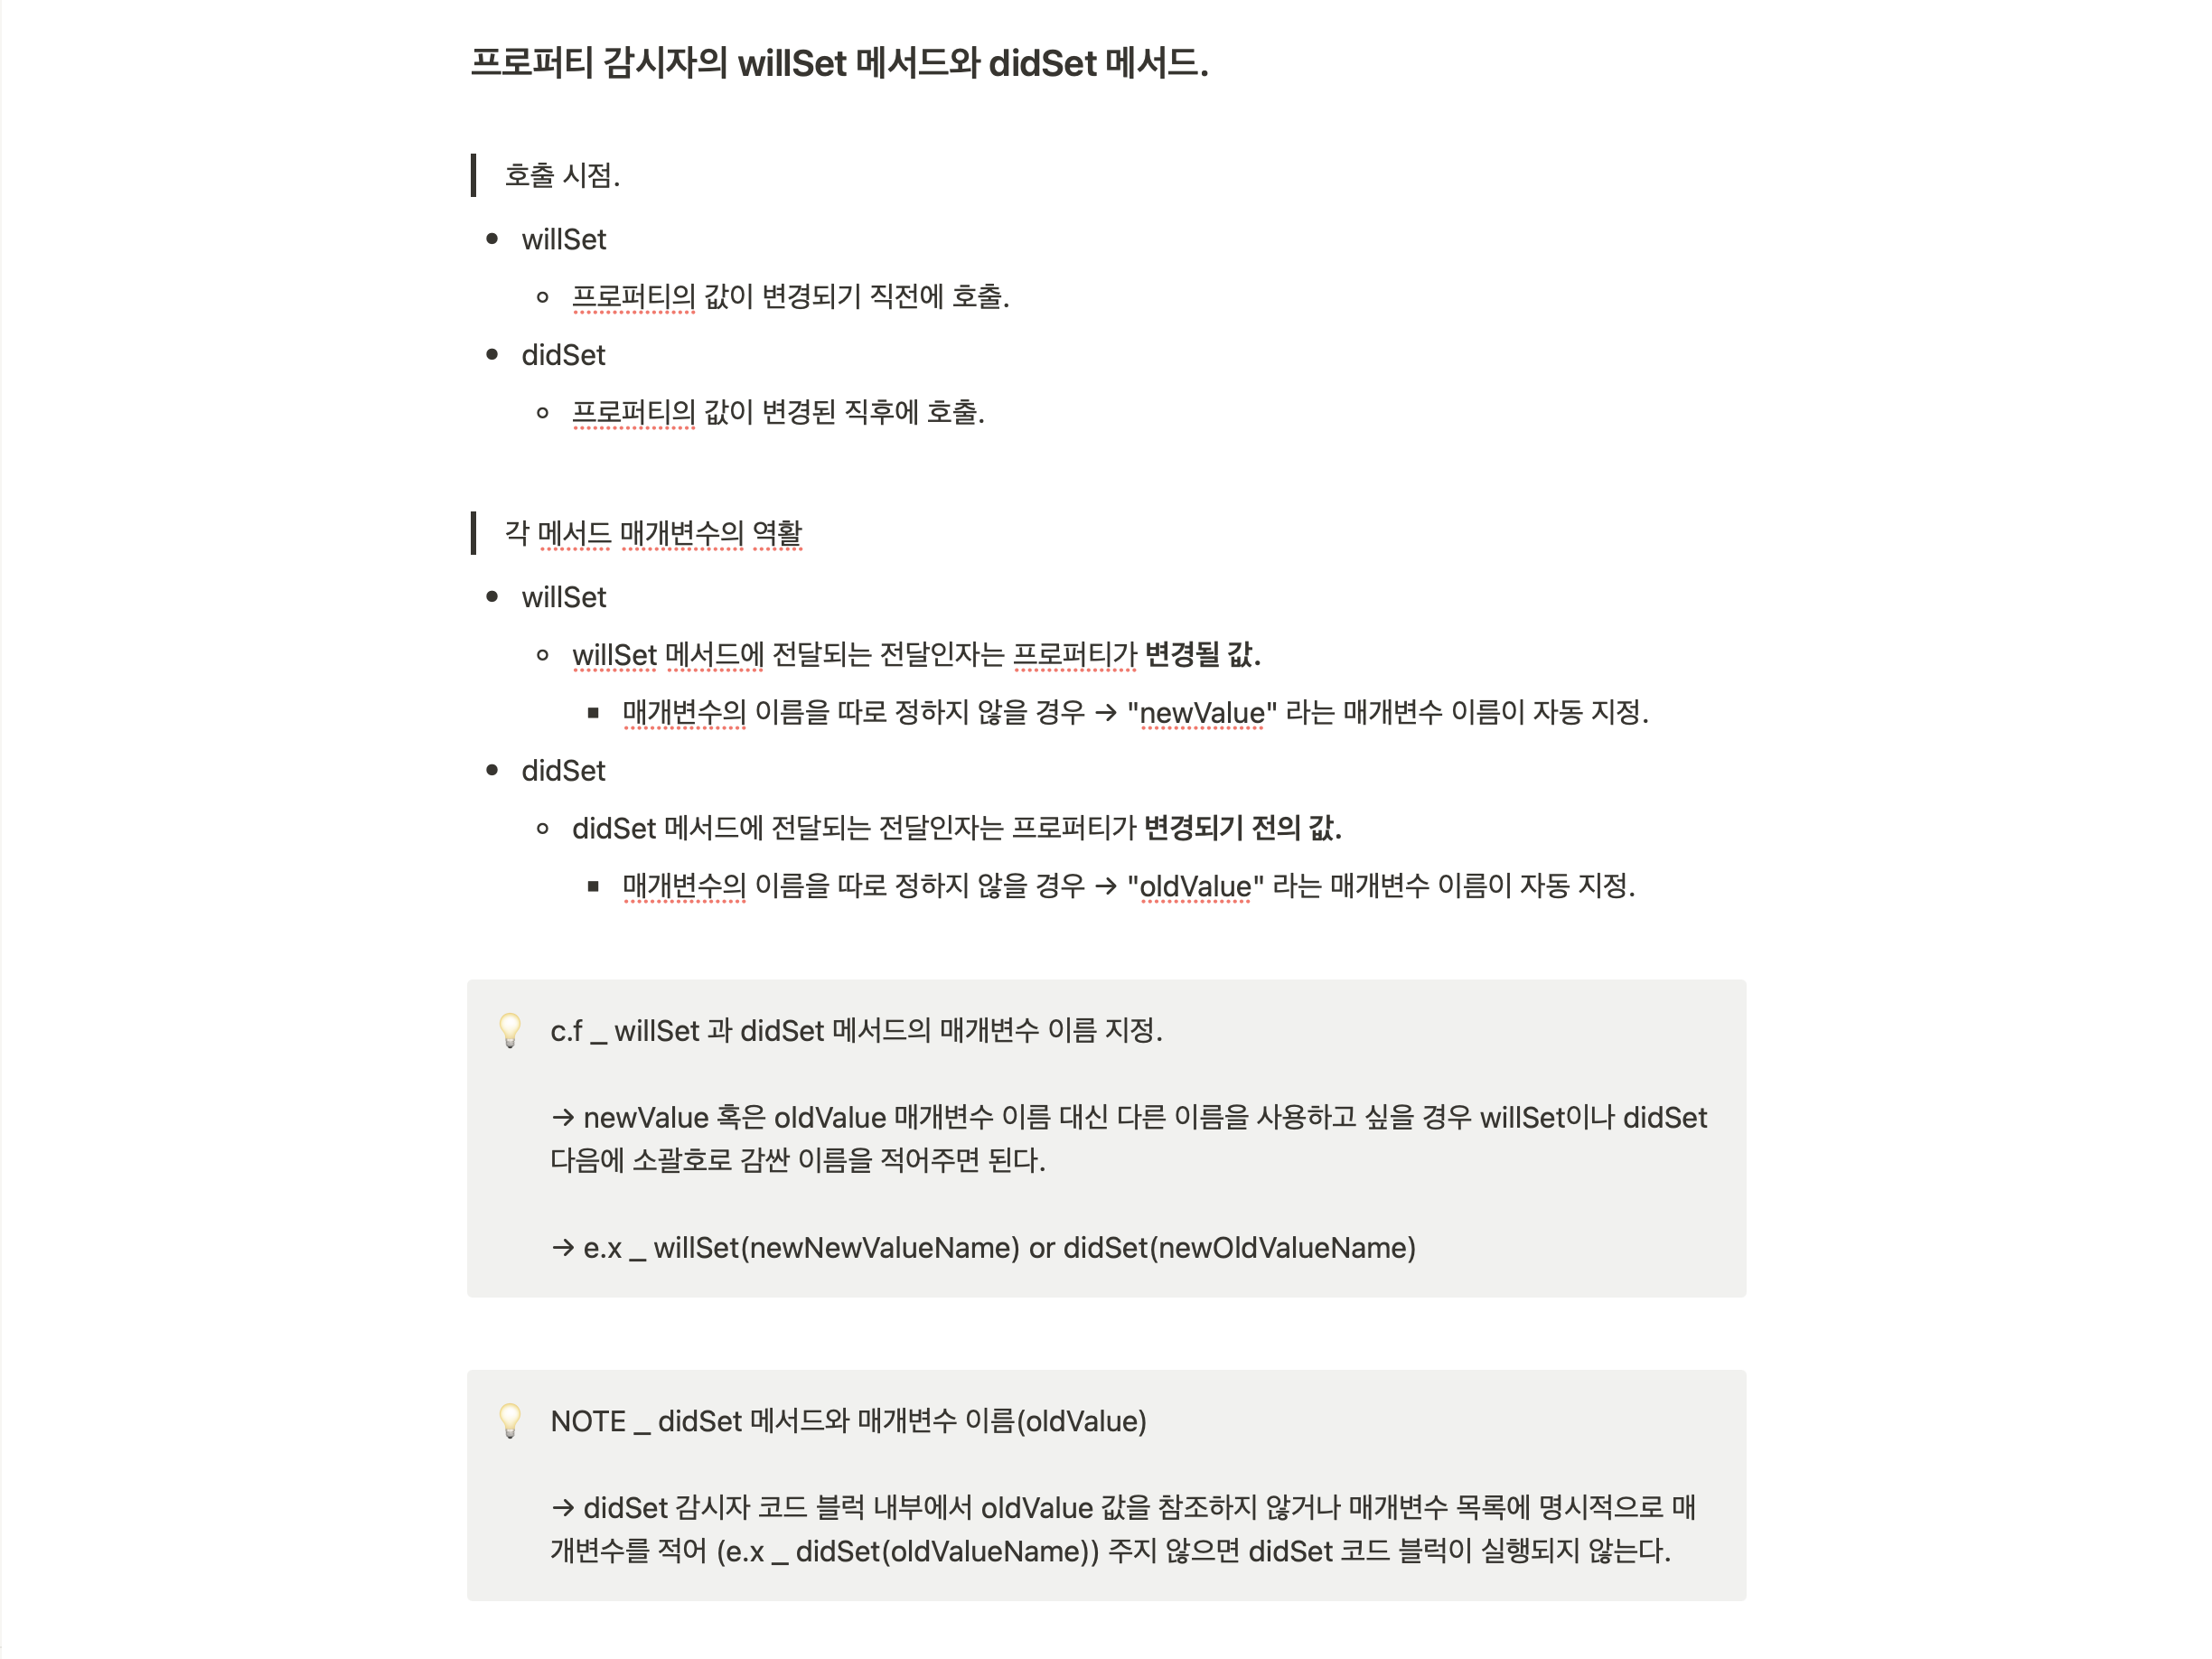 프로퍼티 감시자의 willSet 메서드와 didSet 메서드.
호출 시점.
willSet
프로퍼티의 값이 변경되기 직전에 호출.
didSet
프로퍼티의 값이 변경된 직후에 호출.
각 메서드 매개변수의 역활
willSet
willSet 메서드에 전달되는 전달인자는 프로퍼티가 변경될 값.
매개변수의 이름을 따로 정하지 않을 경우 → "newValue" 라는 매개변수 이름이 자동 지정.
didSet
didSet 메서드에 전달되는 전달인자는 프로퍼티가 변경되기 전의 값.
매개변수의 이름을 따로 정하지 않을 경우 → "oldValue" 라는 매개변수 이름이 자동 지정.
c.f _ willSet 과 didSet 메서드의 매개변수 이름 지정.
→ newValue 혹은 oldValue 매개변수 이름 대신 다른 이름을 사용하고 싶을 경우 willSet이나 didSet
다음에 소괄호로 감싼 이름을 적어주면 된다.
→ e.x _ willSet(newNewValueName) or didSet(newOldValueName)
NOTE _ didSet 메서드와 매개변수 이름(oldValue)
→ didSet 감시자 코드 블럭 내부에서 oldValue 값을 참조하지 않거나 매개변수 목록에 명시적으로 매
개변수를 적어 (e.x _ didSet(oldValueName)) 주지 않으면 didSet 코드 블럭이 실행되지 않는다.